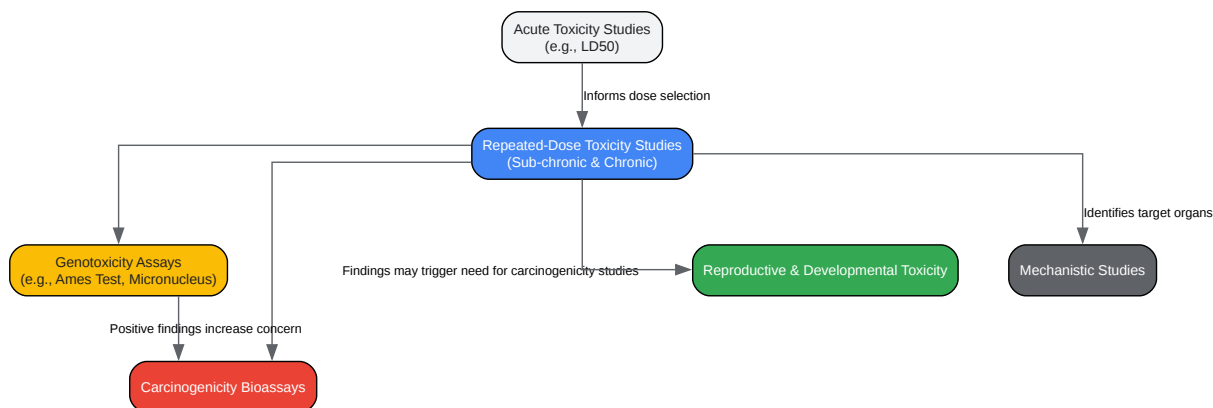 Acute Toxicity Studies
(e.g., LD50)
Informs dose selection
Repeated-Dose Toxicity Studies
(Sub-chronic & Chronic)
Identifies target organs
Genotoxicity Assays
(e.g., Ames Test, Micronucleus)
Findings may trigger need for carcinogenicity studies
Reproductive & Developmental Toxicity
Mechanistic Studies
Positive findings increase concern
Carcinogenicity Bioassays